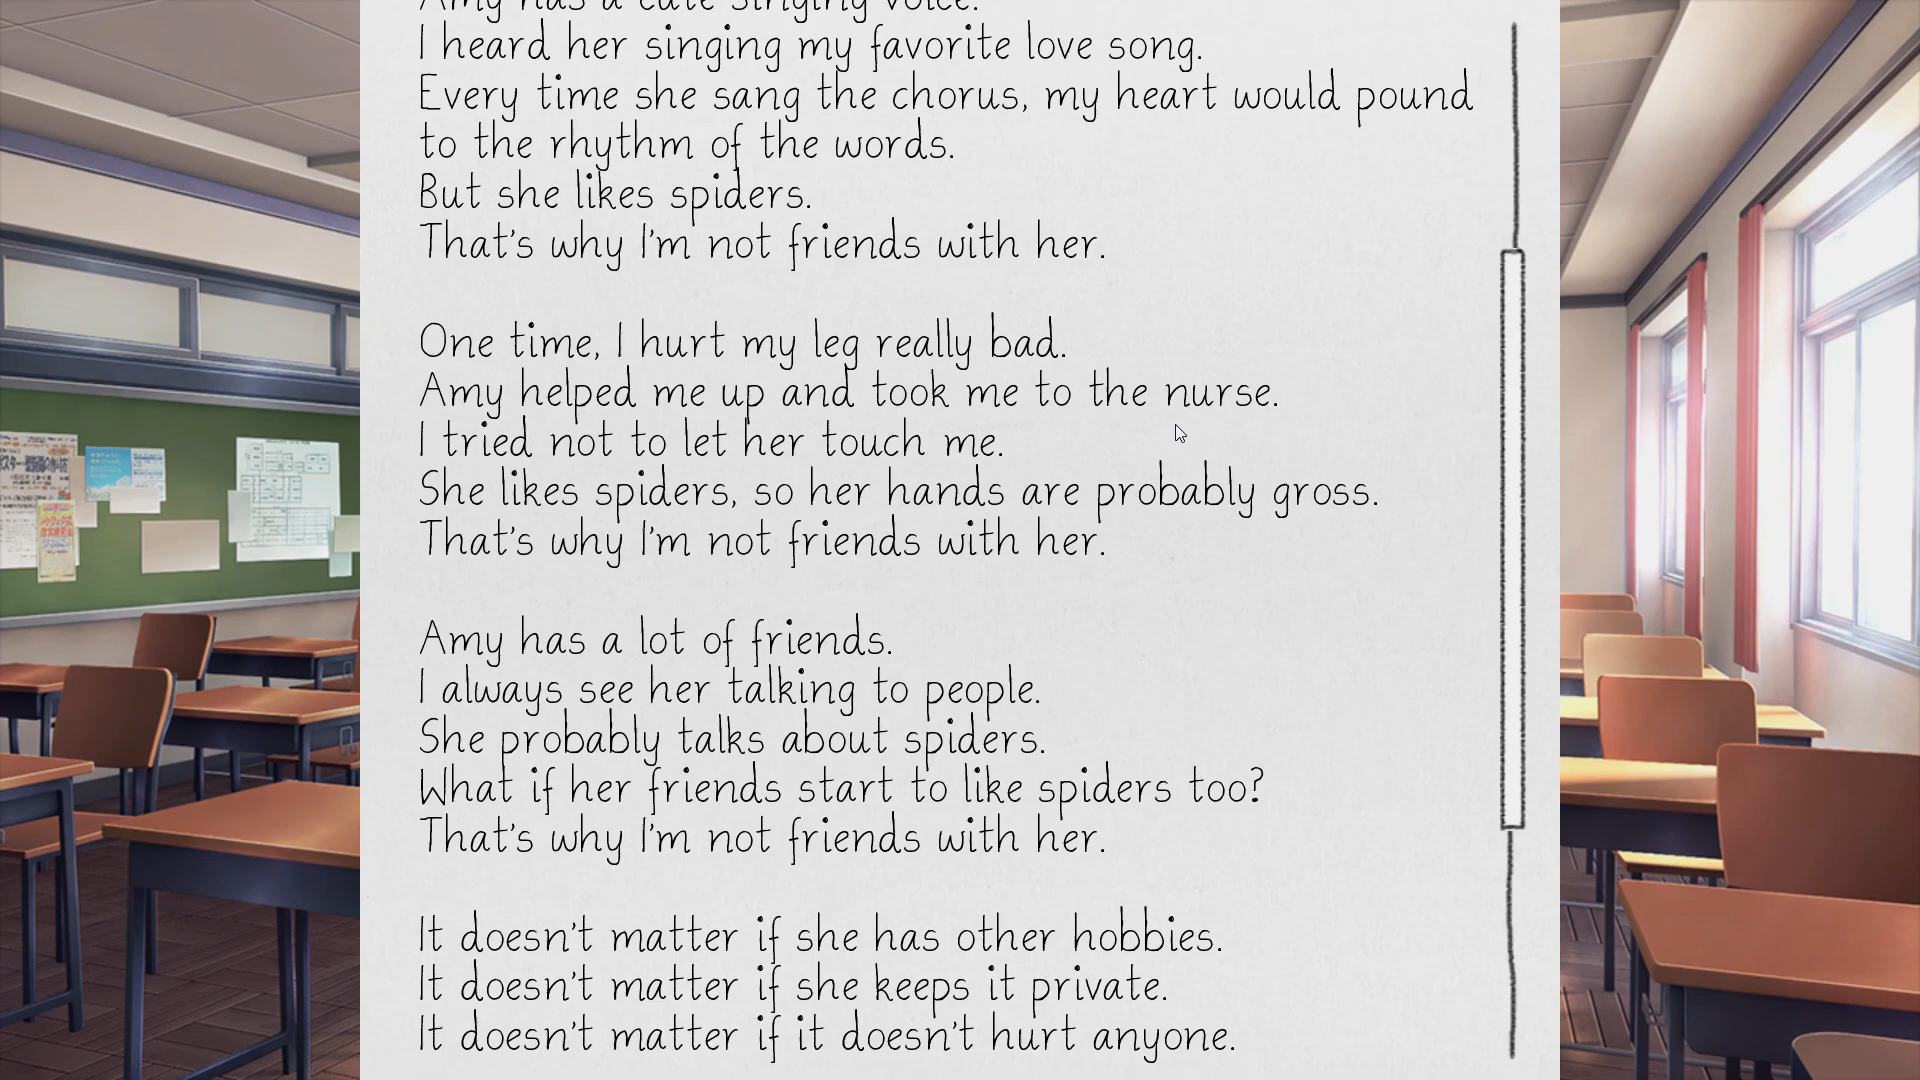 Amy has a cute singing voice.
I heard her singing my favorite love song.
Every time she sang the chorus, my heart would pound
to the rhythm of the words.
But she likes spiders.
That's why I'm not friends with her.
One time, I hurt my leg really bad.
Amy helped me up and took me to the nurse.
I tried not to let her touch me.
She likes spiders, so her hands are probably gross.
That's why I'm not friends with her.
Amy has a lot of friends.
I always see her talking to people.
She probably talks about spiders.
What if her friends start to like spiders too?
That's why I'm not friends with her.
It doesn't matter if she has other hobbies.
It doesn't matter if she keeps it private.
It doesn't matter if it doesn't hurt anyone.